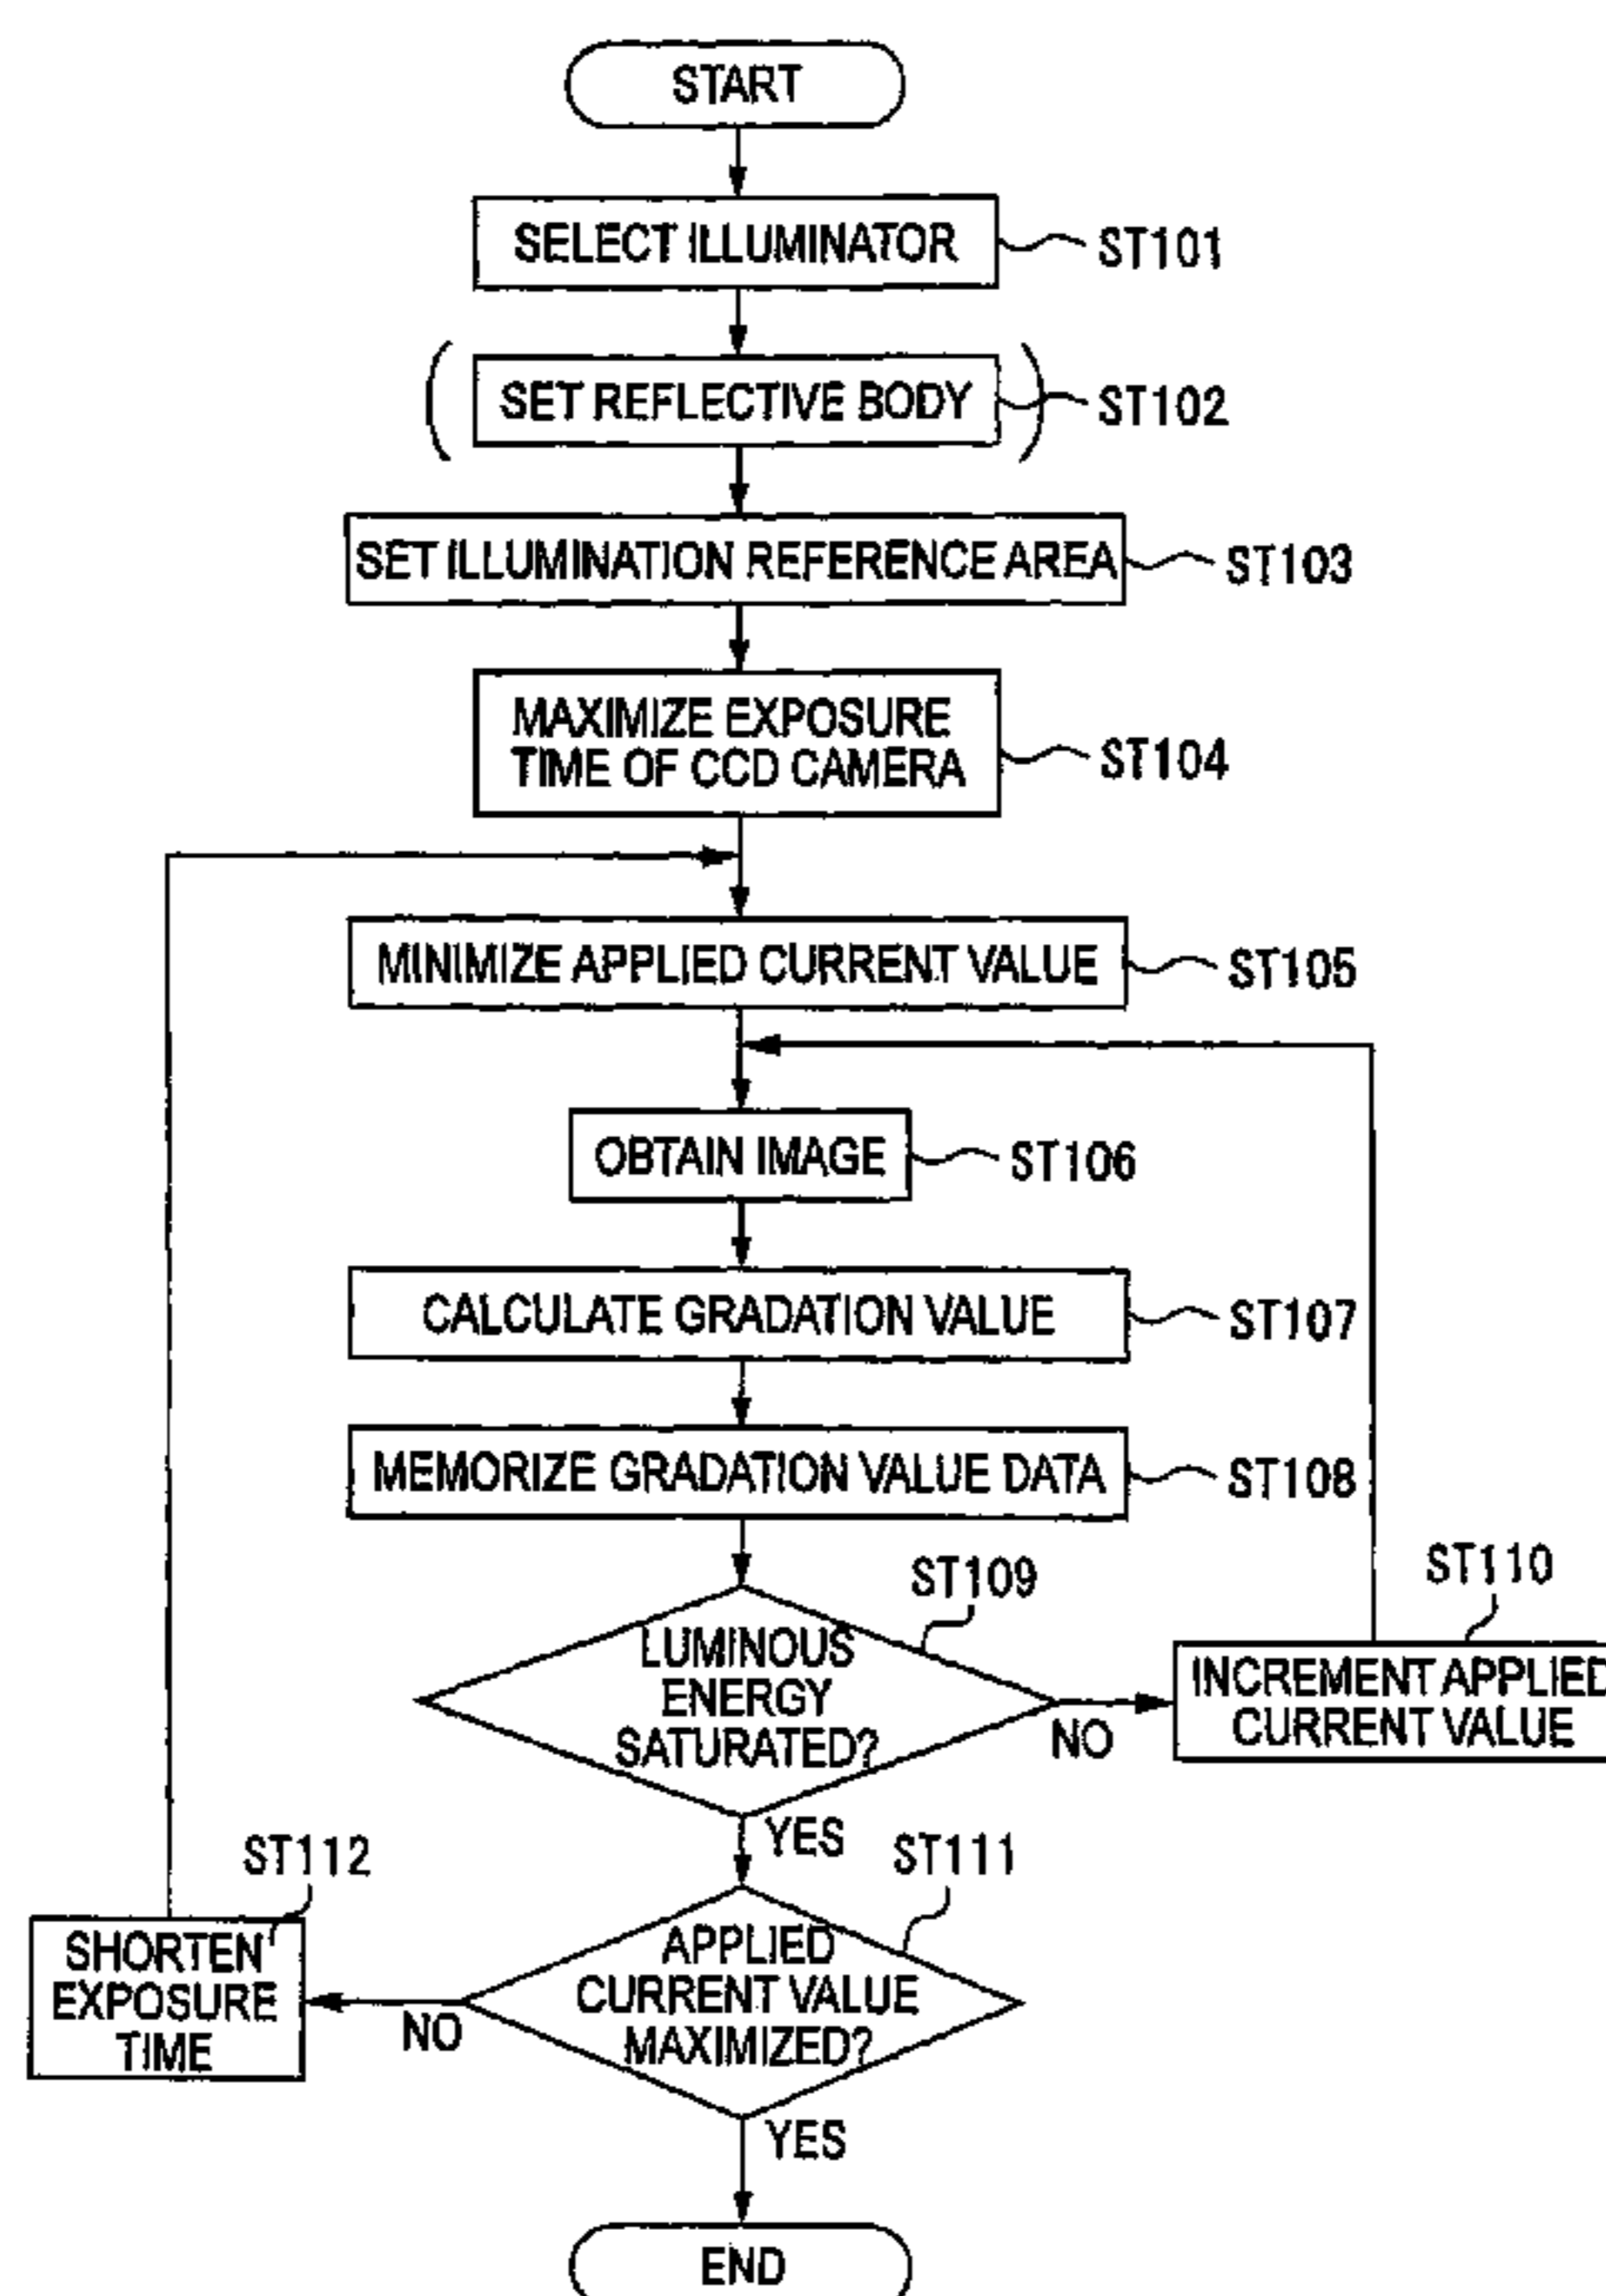 START
SELECT ILLUMINATOR
ST101
( SET REFLECTIVE BODY )
ST102
SET ILLUMINATION REFERENCE AREA
ST103
MAXIMIZE EXPOSURE
TIME OF CCD CAMERA
ST104
MINIMIZE APPLIED CURRENT VALUE
ST105
OBTAIN IMAGE
ST106
CALCULATE GRADATION VALUE
ST107
MEMORIZE GRADATION VALUE DATA
ST108
ST109
LUMINOUS
ENERGY
SATURATED?
NO
ST110
INCREMENT APPLIED
CURRENT VALUE
YES
ST111
APPLIED
CURRENT VALUE
MAXIMIZED?
NO
ST112
SHORTEN
EXPOSURE
TIME
YES
END